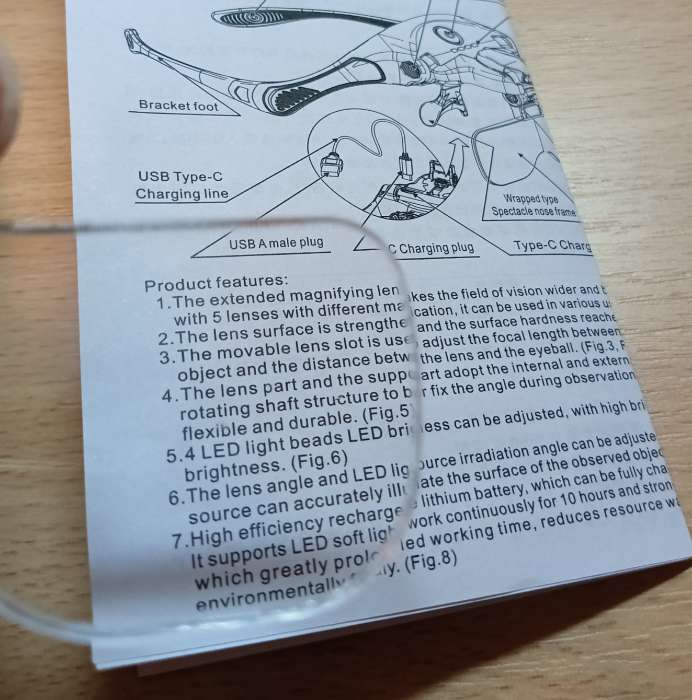 Bracket foot
USB Type-C
Charging line
Wrapped type
Spectacle nose frame
USB A male plug
C Charging plug
Type-C Charg
Product features:
1.The extended magnifying len kes the field of vision wider and
with 5 lenses with different ma cation, it can be used in various
2.The lens surface is strengthe and the surface hardness reache
3.The movable lens slot is use adjust the focal length between
object and the distance betw the lens and the eyeball. (Fig.3,
4.The lens part and the supp art adopt the internal and extern
rotating shaft structure to b r fix the angle during observation
flexible and durable. (Fig.5)
5.4 LED light beads LED bri ness can be adjusted, with high bri
brightness. (Fig.6)
6.The lens angle and LED lig ource irradiation angle can be adjuste
source can accurately ill ate the surface of the observed objec
7.High efficiency recharge lithium battery, which can be fully cha
It supports LED soft lig work continuously for 10 hours and stron
which greatly prol ed working time, reduces resource
environmentally ly. (Fig.8)